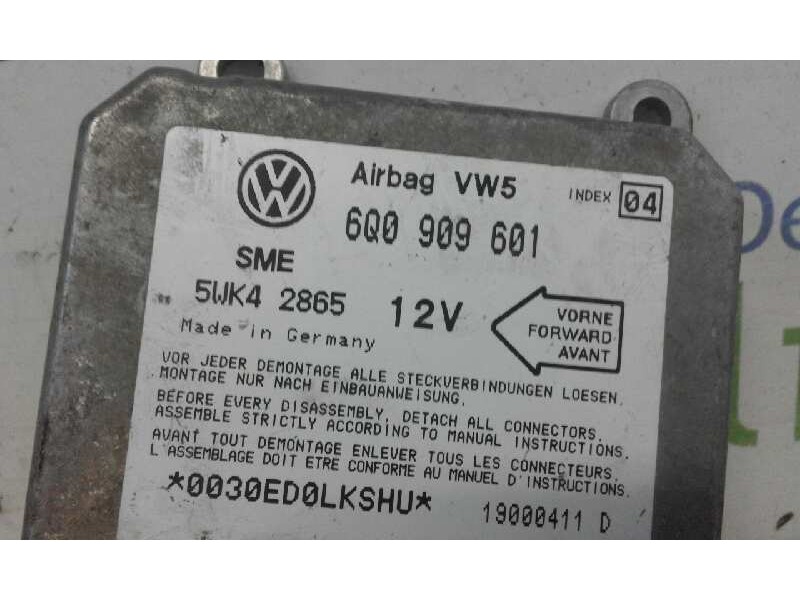 Airbag VW5
INDEX 04
6Q0 909 601
SME
5WK4 2865
12V
VORNE
FORWARD
AVANT
Made in Germany
VOR JEDER DEMONTAGE ALLE STECKVERBINDUNGEN LOESEN.
MONTAGE NUR NACH EINBAUANWEISUNG.
BEFORE EVERY DISASSEMBLY, DETACH ALL CONNECTORS.
ASSEMBLE STRICTLY ACCORDING TO MANUAL INSTRUCTIONS.
AVANT TOUT DEMONTAGE ENLEVER TOUS LES CONNECTEURS.
L'ASSEMBLAGE DOIT ETRE CONFORME AU MANUEL D'INSTRUCTIONS.
*0030ED0LKSHU*
19000411 D